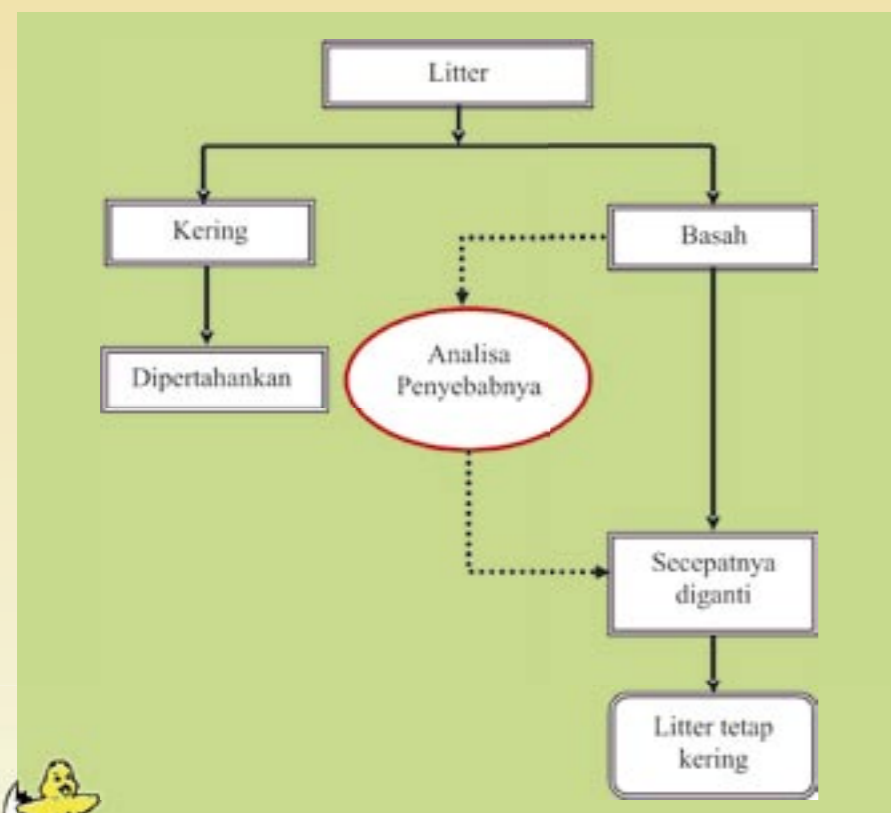 Litter
Kering
Basah
Dipertahankan
Analisa
Penyebabnya
Secepatnya
diganti
Litter tetap
kering